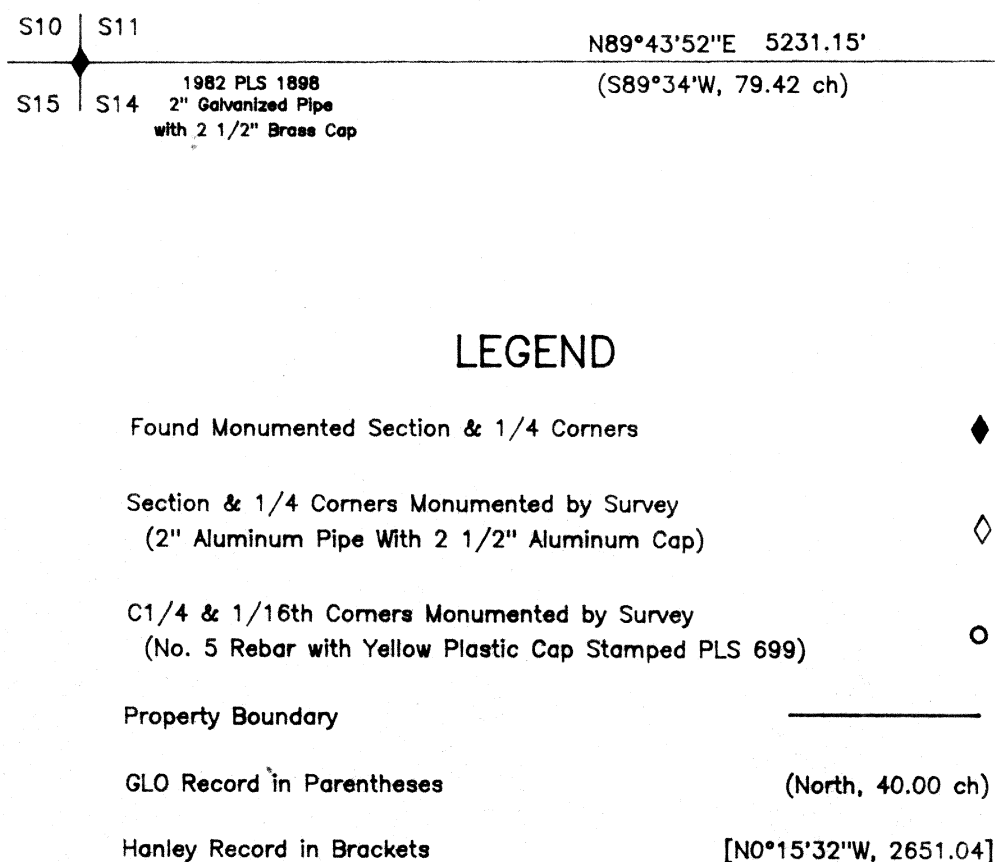 S10 S11
N89°43'52"E 5231.15'
(S89°34'W, 79.42 ch)
S15 S14
1982 PLS 1898
2" Galvanized Pipe
with 2 1/2" Brass Cap
LEGEND
Found Monumented Section & 1/4 Corners
Section & 1/4 Corners Monumented by Survey
(2" Aluminum Pipe With 2 1/2" Aluminum Cap)
C1/4 & 1/16th Corners Monumented by Survey
(No. 5 Rebar with Yellow Plastic Cap Stamped PLS 699)
Property Boundary
GLO Record in Parentheses (North, 40.00 ch)
Hanley Record in Brackets [N0°15'32"W, 2651.04]